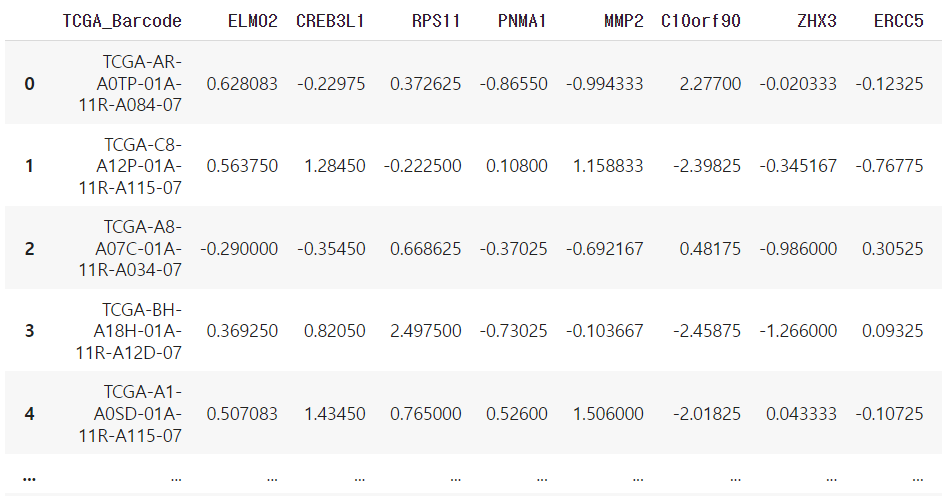 TCGA_Barcode ELMO2 CREB3L1 RPS11 PNMA1 MMP2 C10orf90 ZHX3 ERCC5
TCGA-AR-
0 A0TP-01A- 0.628083 -0.22975 0.372625 -0.86550 -0.994333 2.27700 -0.020333 -0.12325
11R-A084-07
TCGA-C8-
1 A12P-01A- 0.563750 1.28450 -0.222500 0.10800 1.158833 -2.39825 -0.345167 -0.76775
11R-A115-07
TCGA-A8-
2 A07C-01A- -0.290000 -0.35450 0.668625 -0.37025 -0.692167 0.48175 -0.986000 0.30525
11R-A034-07
TCGA-BH-
3 A18H-01A- 0.369250 0.82050 2.497500 -0.73025 -0.103667 -2.45875 -1.266000 0.09325
11R-A12D-07
TCGA-A1-
4 A0SD-01A- 0.507083 1.43450 0.765000 0.52600 1.506000 -2.01825 0.043333 -0.10725
11R-A115-07
... ... ... ... ... ... ... ... ... ...